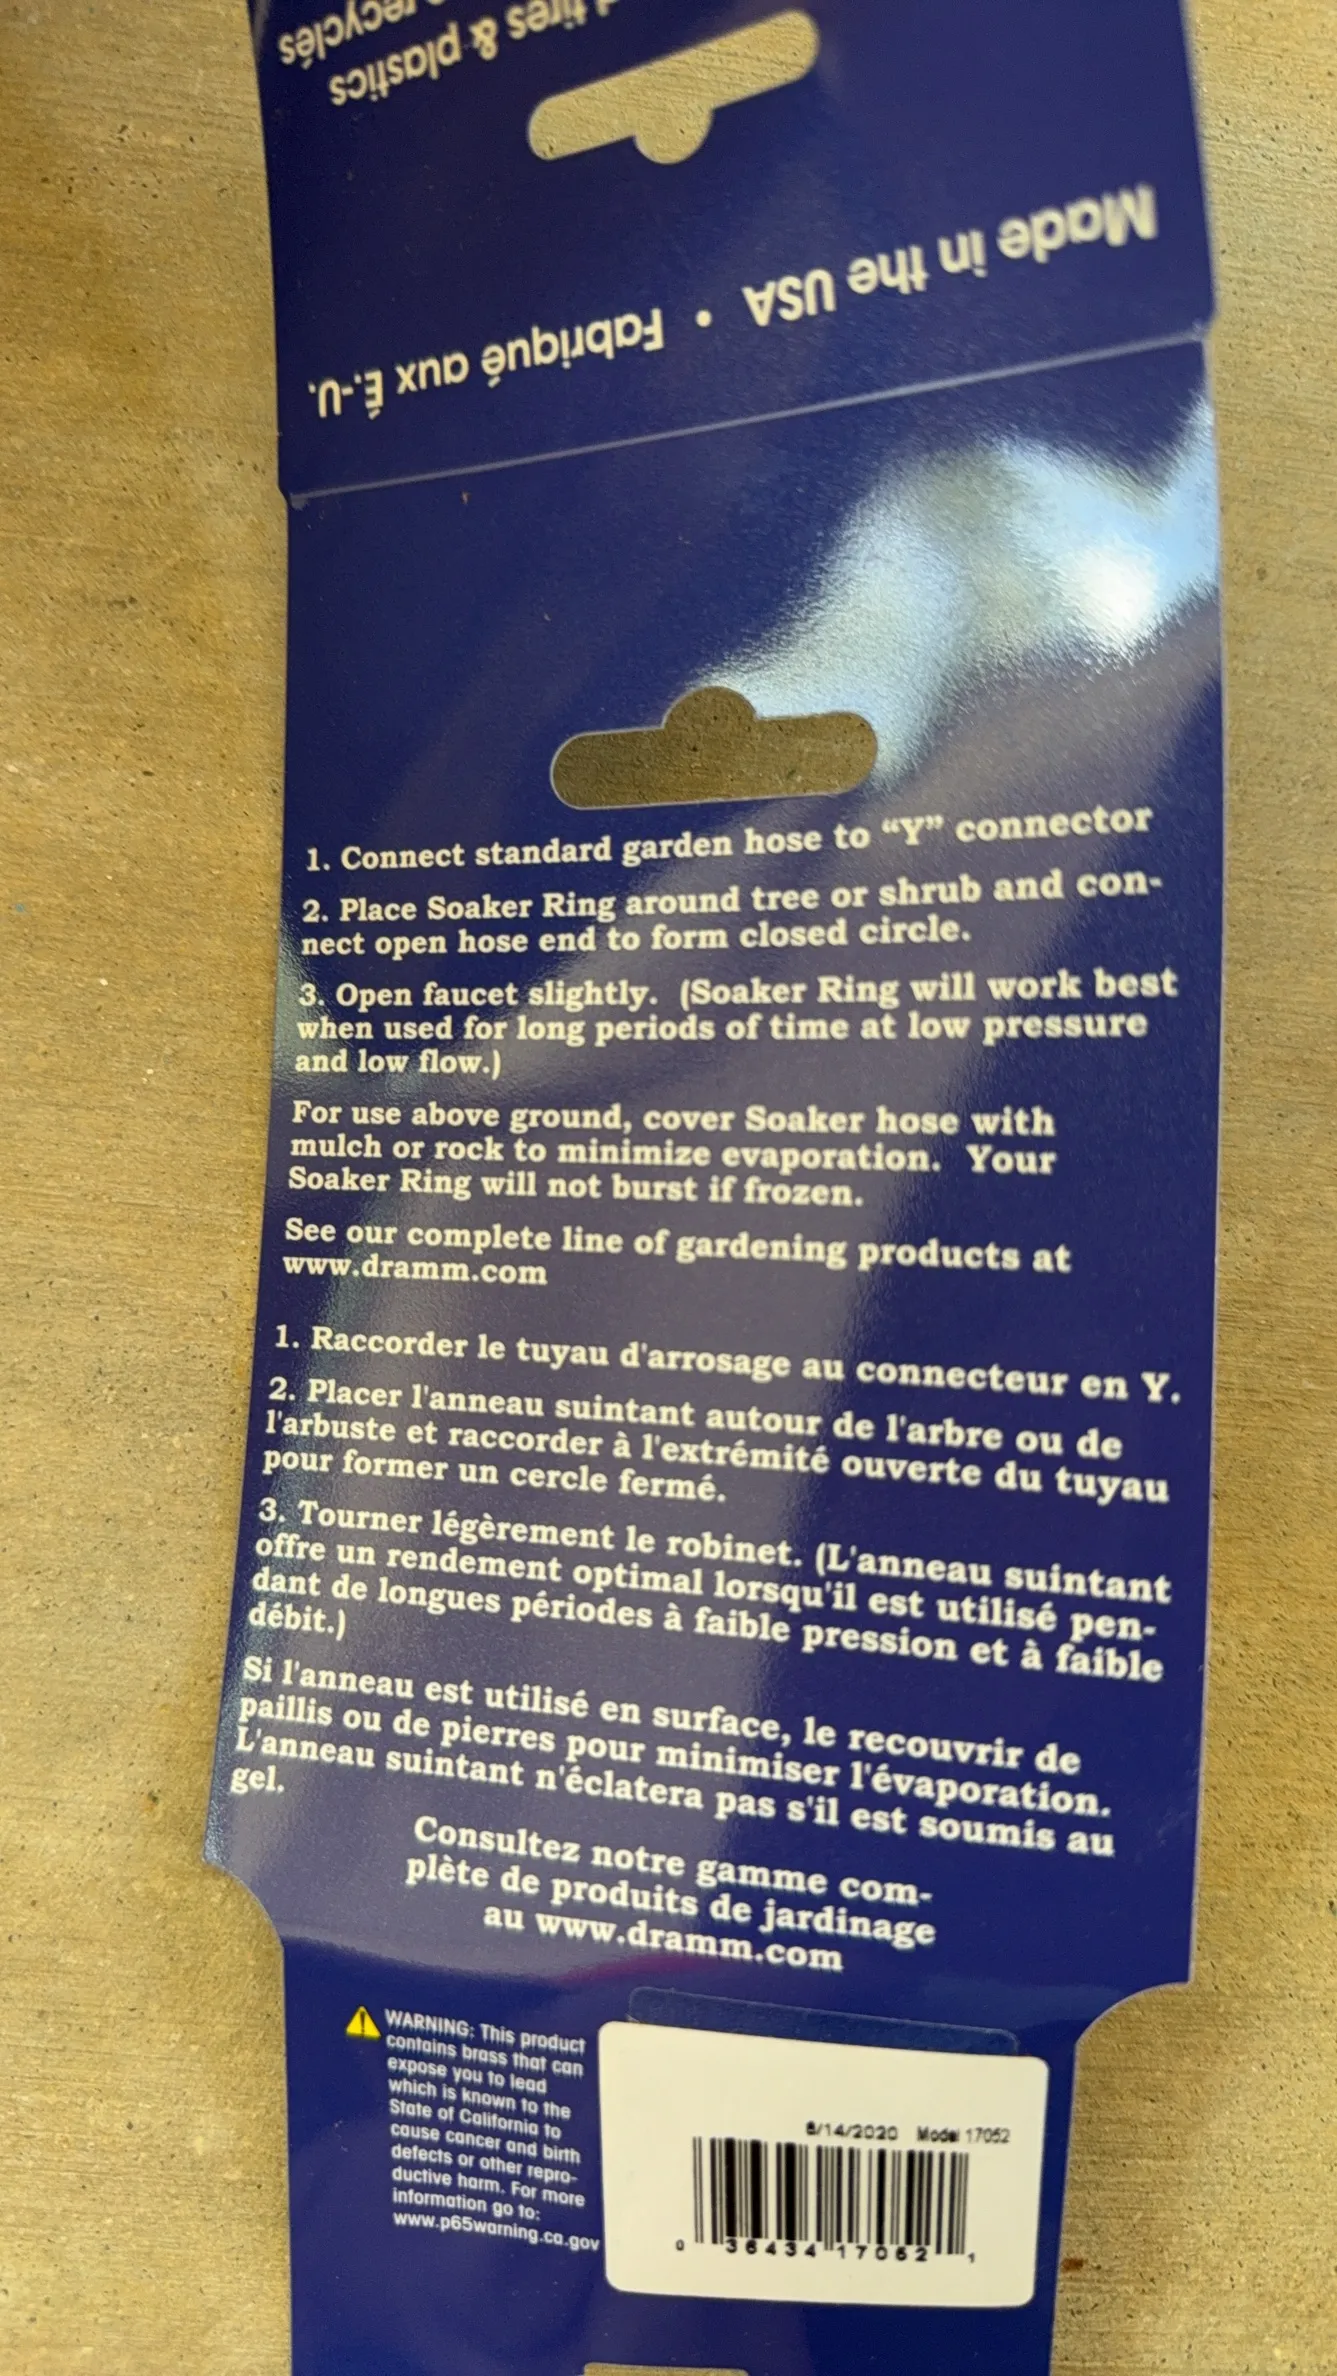 recyclés
tires & plastics
Made in the USA • Fabriqué aux É.-U.
1. Connect standard garden hose to “Y” connector
2. Place Soaker Ring around tree or shrub and con-
nect open hose end to form closed circle.
3. Open faucet slightly. (Soaker Ring will work best
when used for long periods of time at low pressure
and low flow.)
For use above ground, cover Soaker hose with
mulch or rock to minimize evaporation. Your
Soaker Ring will not burst if frozen.
See our complete line of gardening products at
www.dramm.com
1. Raccorder le tuyau d'arrosage au connecteur en Y.
2. Placer l'anneau suintant autour de l'arbre ou de
l'arbuste et raccorder à l'extrémité ouverte du tuyau
pour former un cercle fermé.
3. Tourner légèrement le robinet. (L'anneau suintant
offre un rendement optimal lorsqu'il est utilisé pen-
dant de longues périodes à faible pression et à faible
débit.)
Si l'anneau est utilisé en surface, le recouvrir de
paillis ou de pierres pour minimiser l'évaporation.
L'anneau suintant n'éclatera pas s'il est soumis au
gel.
Consultez notre gamme com-
plète de produits de jardinage
au www.dramm.com
WARNING: This product
contains brass that can
expose you to lead
which is known to the
State of California to
cause cancer and birth
defects or other repro-
ductive harm. For more
information go to:
www.p65warning.ca.gov
8/14/2020 Model 17052
0 36434 17052 1